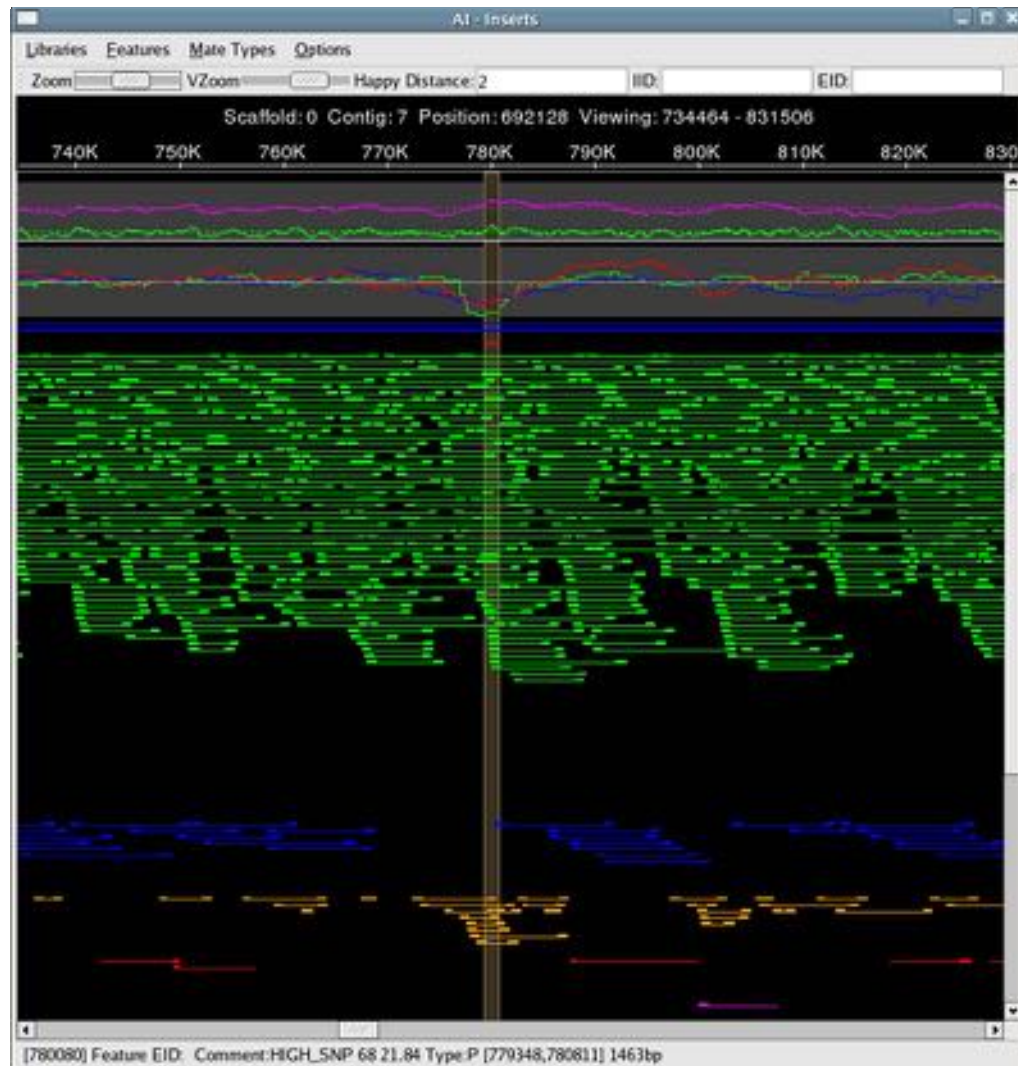 AI - Inserts
Libraries Features Mate Types Options
Zoom VZoom Happy Distance: 2 IID: EID:
Scaffold: 0 Contig: 7 Position: 692128 Viewing: 734464 - 831506
740K 750K 760K 770K 780K 790K 800K 810K 820K 830
[780080] Feature EID: Comment:HIGH_SNP 68 21.84 Type:P [779348,780811] 1463bp